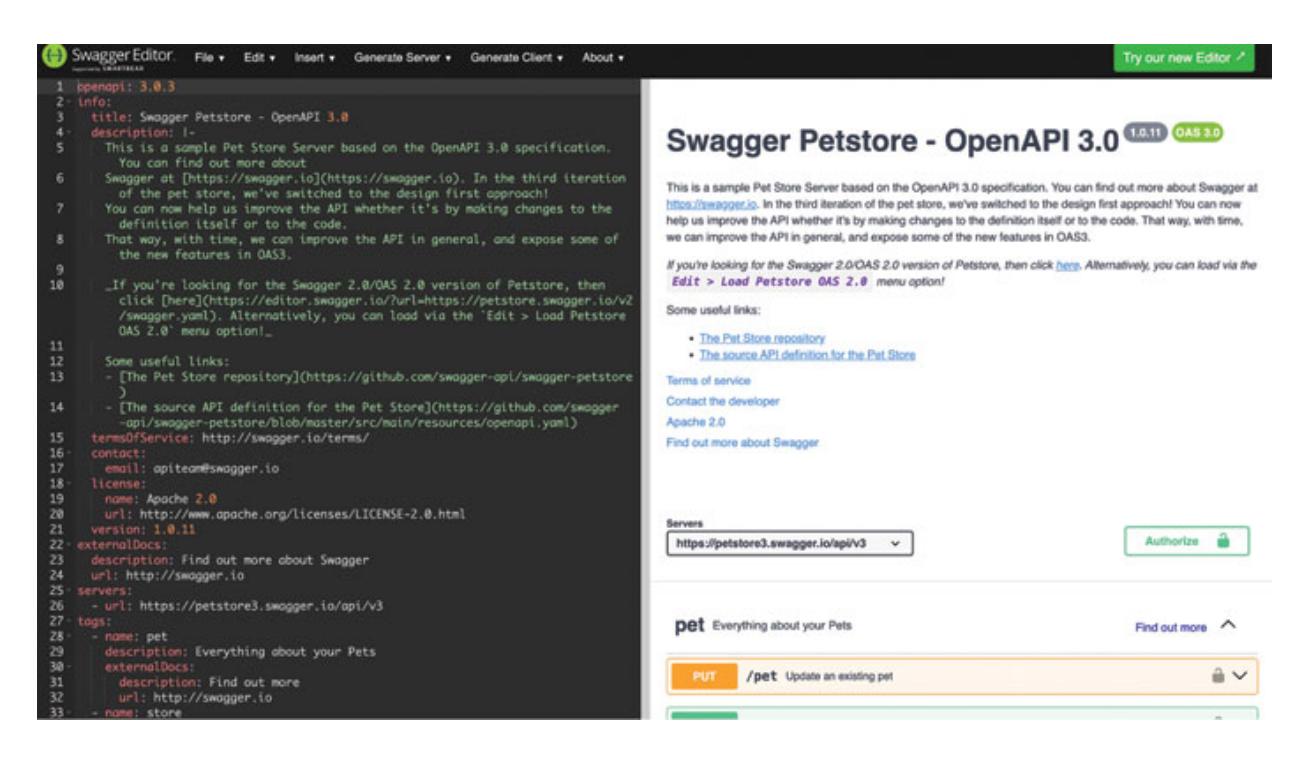 Swagger Editor.
Supported by SMARTBEAR
File ▾ Edit ▾ Insert ▾ Generate Server ▾ Generate Client ▾ About ▾
Try our new Editor ↗
1 openapi: 3.0.3
2 info:
3 title: Swagger Petstore - OpenAPI 3.0
4 description: |-
5 This is a sample Pet Store Server based on the OpenAPI 3.0 specification.
You can find out more about
6 Swagger at [https://swagger.io](https://swagger.io). In the third iteration
of the pet store, we've switched to the design first approach!
7 You can now help us improve the API whether it's by making changes to the
definition itself or to the code.
8 That way, with time, we can improve the API in general, and expose some of
the new features in OAS3.
9
10 _If you're looking for the Swagger 2.0/OAS 2.0 version of Petstore, then
click [here](https://editor.swagger.io/?url=https://petstore.swagger.io/v2
/swagger.yaml). Alternatively, you can load via the `Edit > Load Petstore
OAS 2.0` menu option!_
11
12 Some useful links:
13 - [The Pet Store repository](https://github.com/swagger-api/swagger-petstore
)
14 - [The source API definition for the Pet Store](https://github.com/swagger
-api/swagger-petstore/blob/master/src/main/resources/openapi.yaml)
15 termsOfService: http://swagger.io/terms/
16 contact:
17 email: apiteam@swagger.io
18 license:
19 name: Apache 2.0
20 url: http://www.apache.org/licenses/LICENSE-2.0.html
21 version: 1.0.11
22 externalDocs:
23 description: Find out more about Swagger
24 url: http://swagger.io
25 servers:
26 - url: https://petstore3.swagger.io/api/v3
27 tags:
28 - name: pet
29 description: Everything about your Pets
30 externalDocs:
31 description: Find out more
32 url: http://swagger.io
33 - name: store
Swagger Petstore - OpenAPI 3.0 1.0.11 OAS 3.0
This is a sample Pet Store Server based on the OpenAPI 3.0 specification. You can find out more about Swagger at
https://swagger.io. In the third iteration of the pet store, we've switched to the design first approach! You can now
help us improve the API whether it's by making changes to the definition itself or to the code. That way, with time,
we can improve the API in general, and expose some of the new features in OAS3.
If you're looking for the Swagger 2.0/OAS 2.0 version of Petstore, then click here. Alternatively, you can load via the
Edit > Load Petstore OAS 2.0 menu option!
Some useful links:
• The Pet Store repository
• The source API definition for the Pet Store
Terms of service
Contact the developer
Apache 2.0
Find out more about Swagger
Servers
https://petstore3.swagger.io/api/v3
Authorize
pet Everything about your Pets Find out more
PUT /pet Update an existing pet